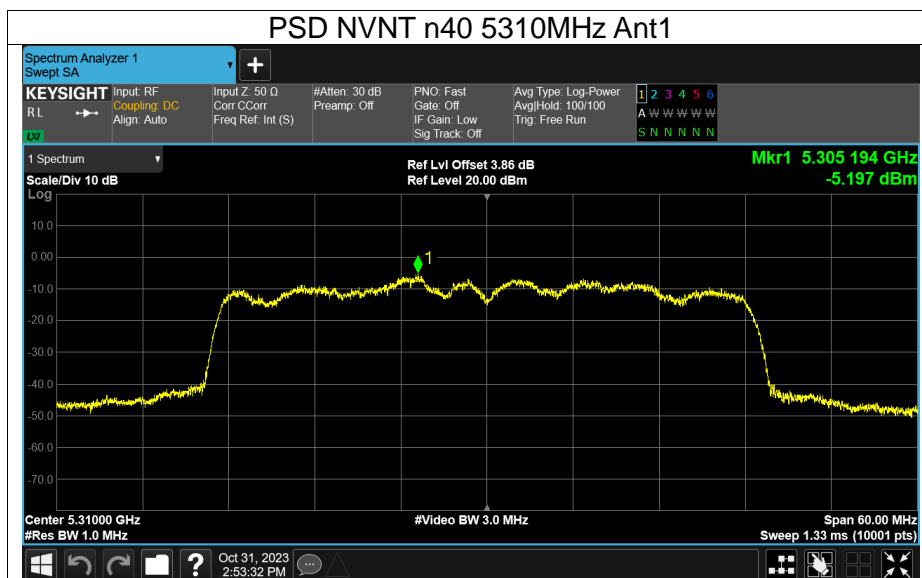 PSD NVNT n40 5310MHz Ant1
Spectrum Analyzer 1
Swept SA
KEYSIGHT
RL
LXI
Input: RF
Coupling: DC
Align: Auto
Input Z: 50 Ω
Corr CCorr
Freq Ref: Int (S)
#Atten: 30 dB
Preamp: Off
PNO: Fast
Gate: Off
IF Gain: Low
Sig Track: Off
Avg Type: Log-Power
Avg|Hold: 100/100
Trig: Free Run
1 2 3 4 5 6
A W W W W W
S N N N N N
1 Spectrum
Scale/Div 10 dB
Ref Lvl Offset 3.86 dB
Ref Level 20.00 dBm
Mkr1 5.305 194 GHz
-5.197 dBm
Log
10.0
0.00
-10.0
-20.0
-30.0
-40.0
-50.0
-60.0
-70.0
1
Center 5.31000 GHz
#Res BW 1.0 MHz
#Video BW 3.0 MHz
Span 60.00 MHz
Sweep 1.33 ms (10001 pts)
?
Oct 31, 2023
2:53:32 PM